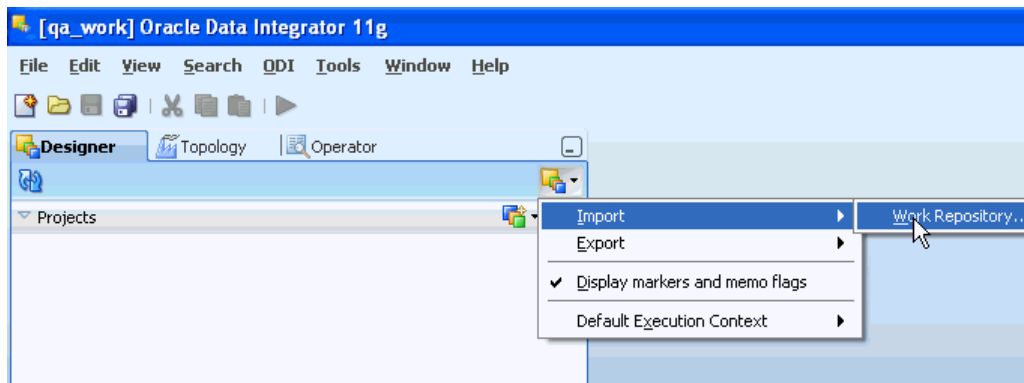 [qa_work] Oracle Data Integrator 11g
File Edit View Search ODI Tools Window Help
Designer Topology Operator
Projects
Import Work Repository..
Export
Display markers and memo flags
Default Execution Context